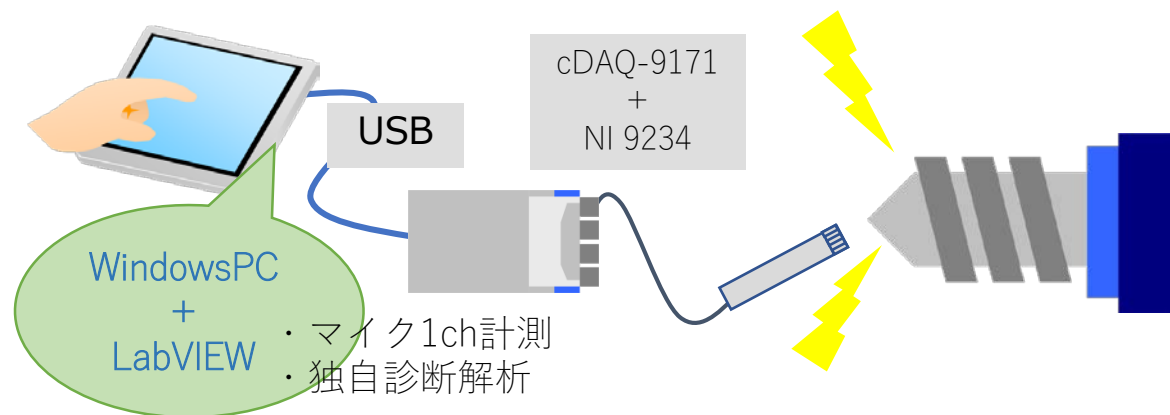 cDAQ-9171
+
NI 9234
USB
WindowsPC
+
LabVIEW
・マイク1ch計測
・独自診断解析